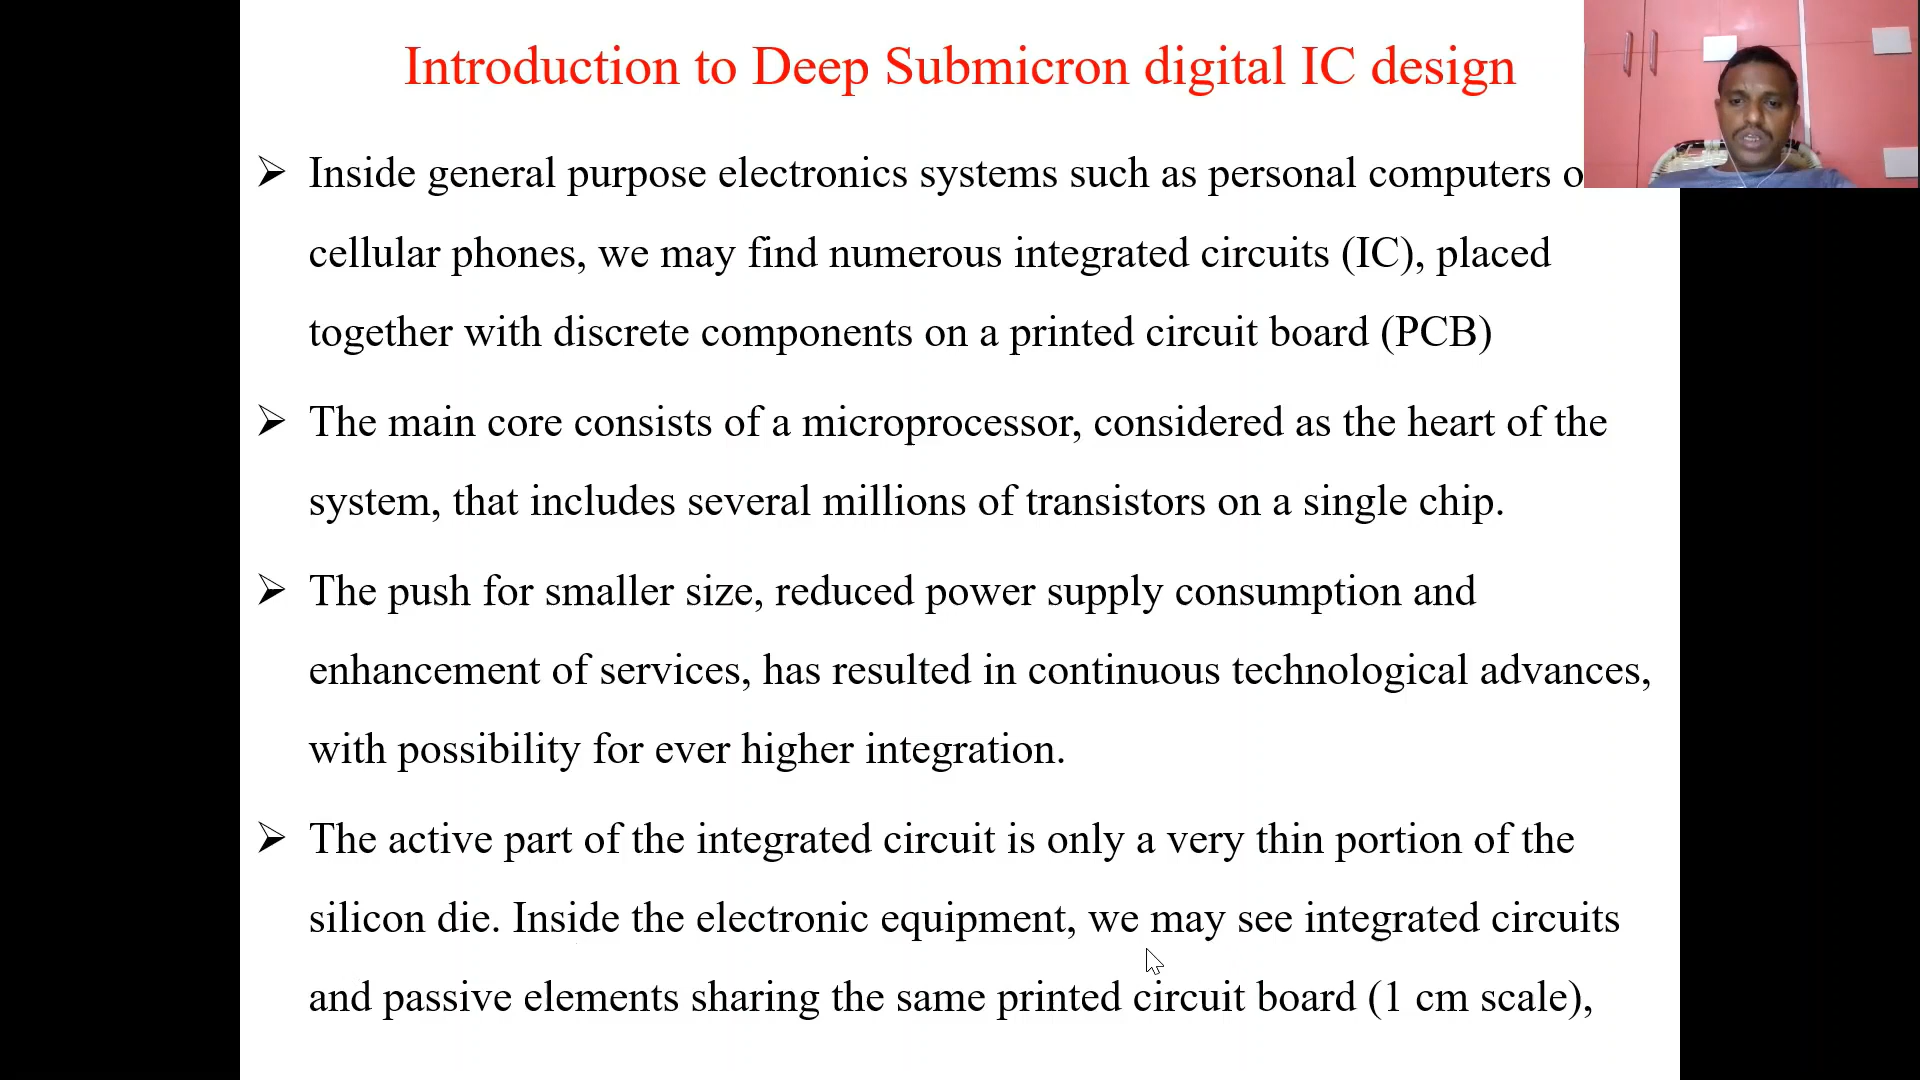 Introduction to Deep Submicron digital IC design
➢ Inside general purpose electronics systems such as personal computers
cellular phones, we may find numerous integrated circuits (IC), placed
together with discrete components on a printed circuit board (PCB)
➢ The main core consists of a microprocessor, considered as the heart of the
system, that includes several millions of transistors on a single chip.
➢ The push for smaller size, reduced power supply consumption and
enhancement of services, has resulted in continuous technological advances,
with possibility for ever higher integration.
➢ The active part of the integrated circuit is only a very thin portion of the
silicon die. Inside the electronic equipment, we may see integrated circuits
and passive elements sharing the same printed circuit board (1 cm scale),